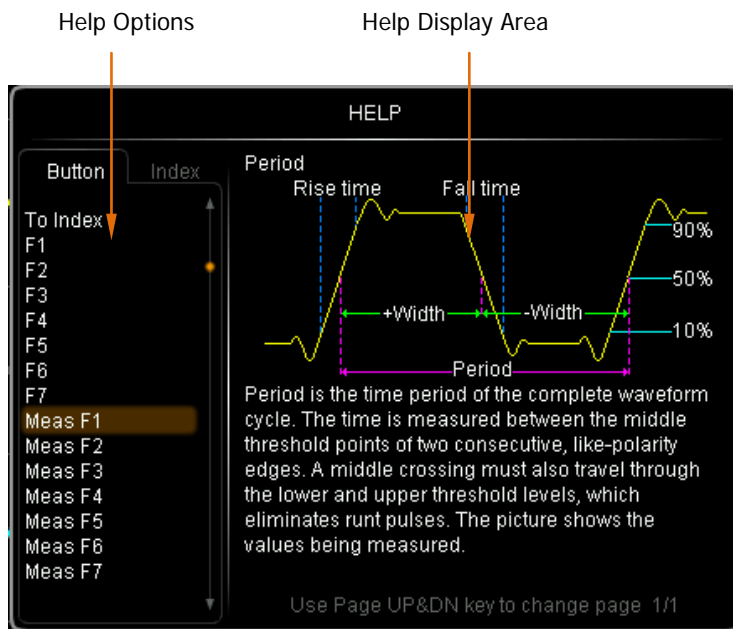 Help Options
Help Display Area
HELP
Button
Index
To Index
F1
F2
F3
F4
F5
F6
F7
Meas F1
Meas F2
Meas F3
Meas F4
Meas F5
Meas F6
Meas F7
Period
Rise time
Fall time
90%
50%
+Width
-Width
10%
Period
Period is the time period of the complete waveform
cycle. The time is measured between the middle
threshold points of two consecutive, like-polarity
edges. A middle crossing must also travel through
the lower and upper threshold levels, which
eliminates runt pulses. The picture shows the
values being measured.
Use Page UP&DN key to change page 1/1